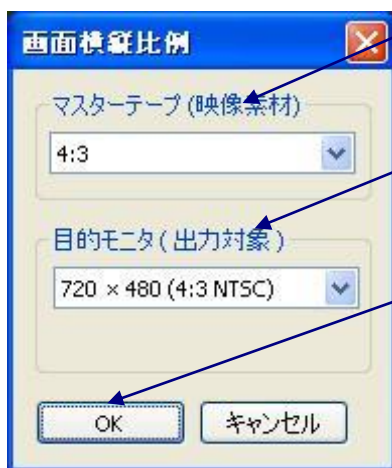 画面横縦比例
マスターテープ(映像素材)
4:3
目的モニタ(出力対象)
720 × 480 (4:3 NTSC)
OK
キャンセル